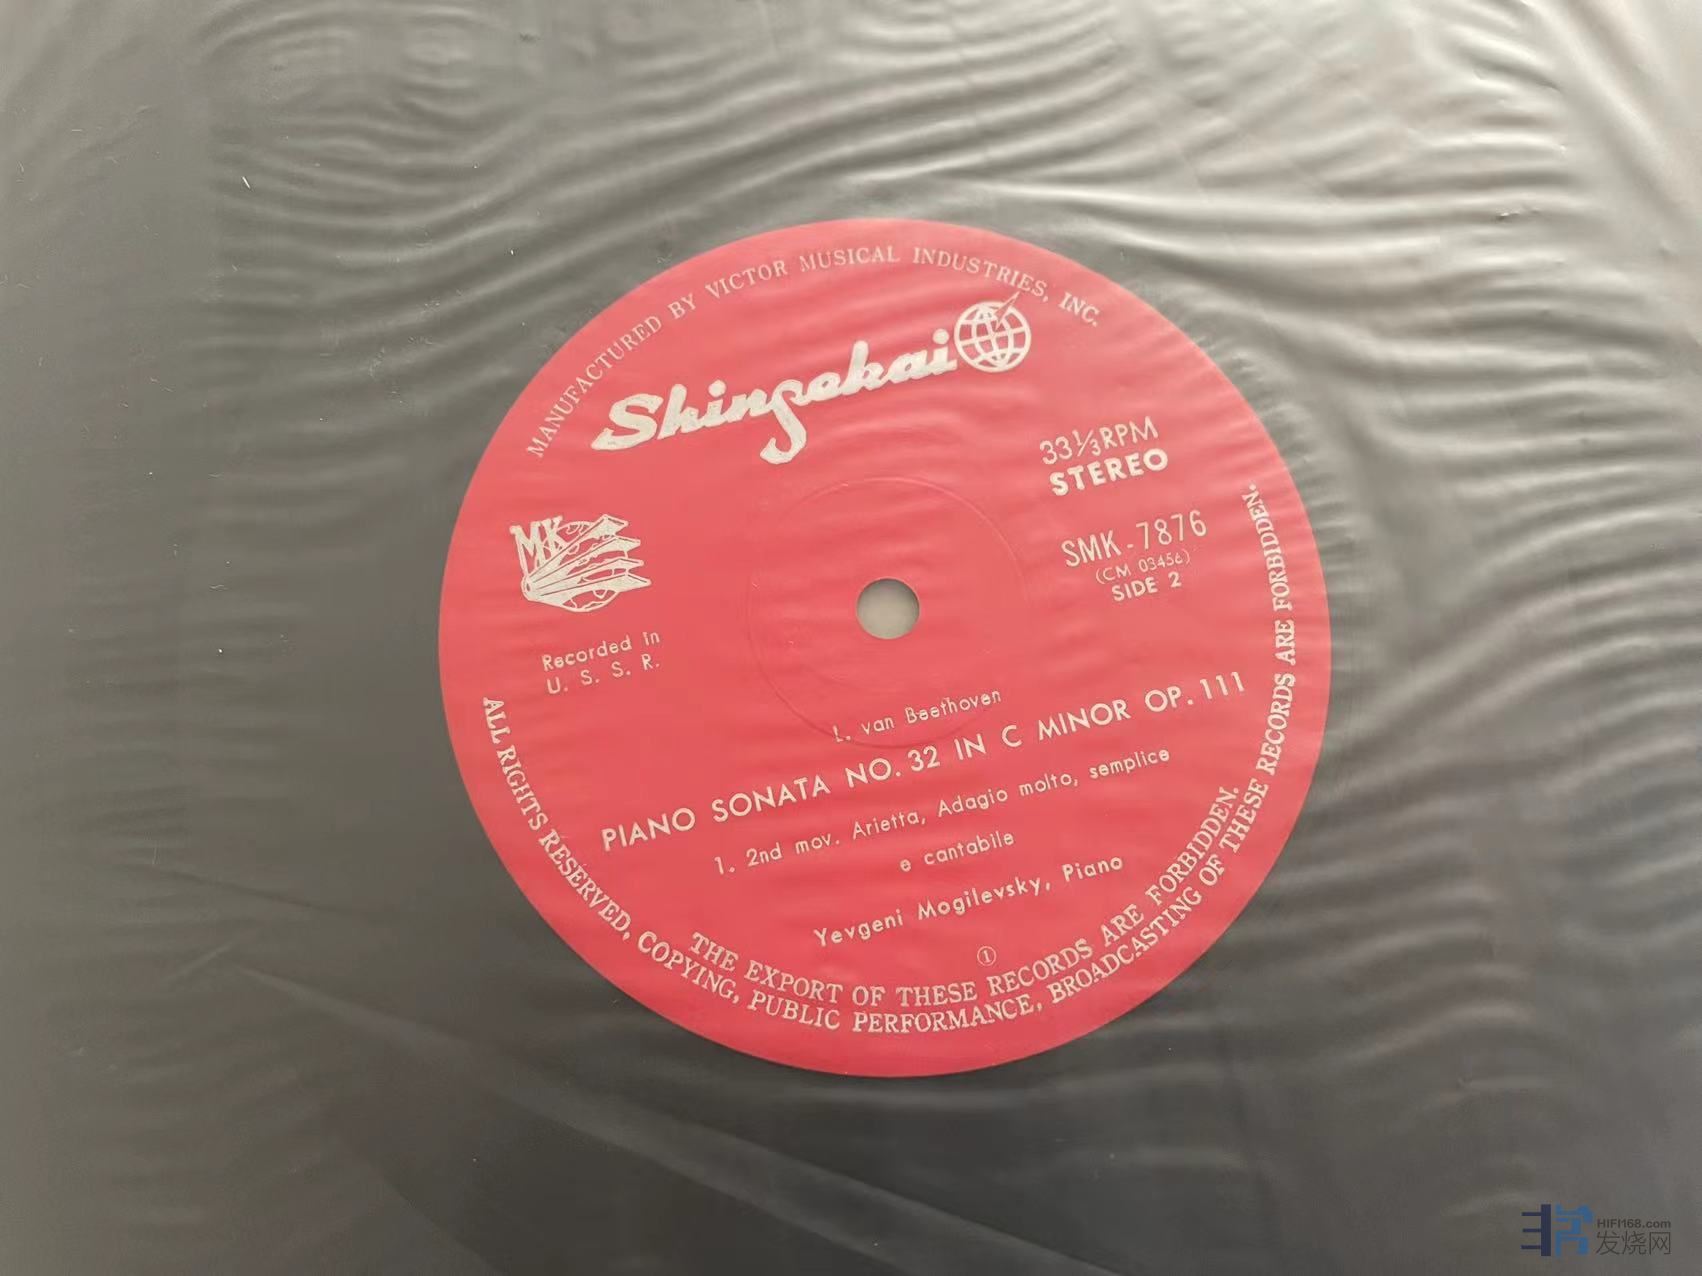 MANUFACTURED BY VICTOR MUSICAL INDUSTRIES, INC.
Shinsekai
33⅓RPM
STEREO
MK
SMK-7876
(CM 03456)
SIDE 2
Recorded in
U. S. S. R.
L. van Beethoven
PIANO SONATA NO. 32 IN C MINOR OP. 111
1. 2nd mov. Arietta, Adagio molto, semplice
e cantabile
Yevgeni Mogilevsky, Piano
①
THE EXPORT OF THESE RECORDS ARE FORBIDDEN.
ALL RIGHTS RESERVED, COPYING, PUBLIC PERFORMANCE, BROADCASTING OF THESE RECORDS ARE FORBIDDEN.
HIFI168.com
发烧网